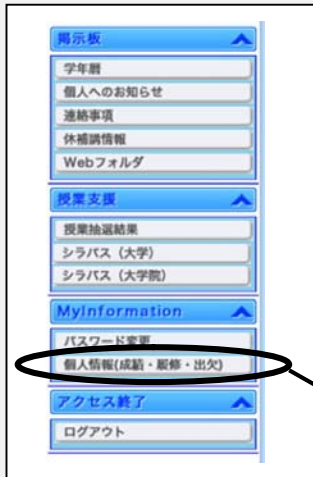 掲示板
学年暦
個人へのお知らせ
連絡事項
休補講情報
Webフォルダ
授業支援
授業抽選結果
シラバス（大学）
シラバス（大学院）
MyInformation
パスワード変更
個人情報(成績・履修・出欠)
アクセス終了
ログアウト